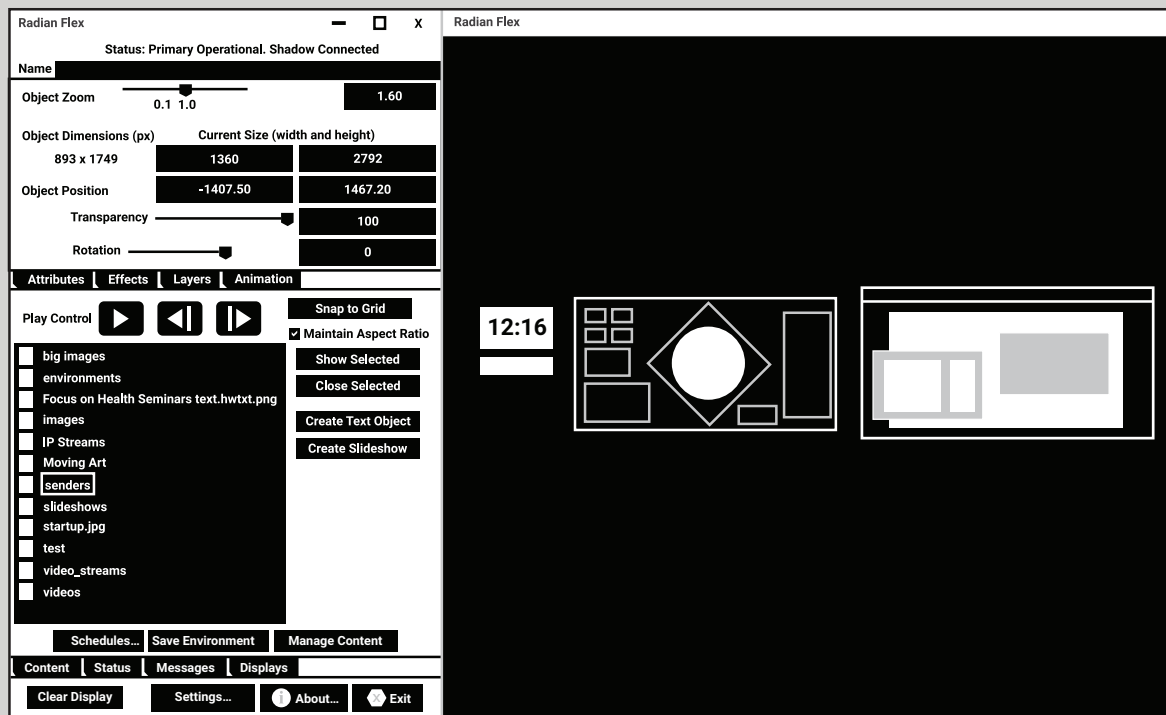 Radian Flex
X
Radian Flex
Status: Primary Operational. Shadow Connected
Name
Object Zoom
0.1 1.0
1.60
Object Dimensions (px)
Current Size (width and height)
893 x 1749
1360
2792
Object Position
-1407.50
1467.20
Transparency
100
Rotation
0
Attributes
Effects
Layers
Animation
Play Control
Snap to Grid
Maintain Aspect Ratio
big images
environments
Focus on Health Seminars text.hwtxt.png
images
IP Streams
Moving Art
senders
slideshows
startup.jpg
test
video_streams
videos
Show Selected
Close Selected
Create Text Object
Create Slideshow
Schedules...
Save Environment
Manage Content
Content
Status
Messages
Displays
Clear Display
Settings...
i
About...
X
Exit
12:16